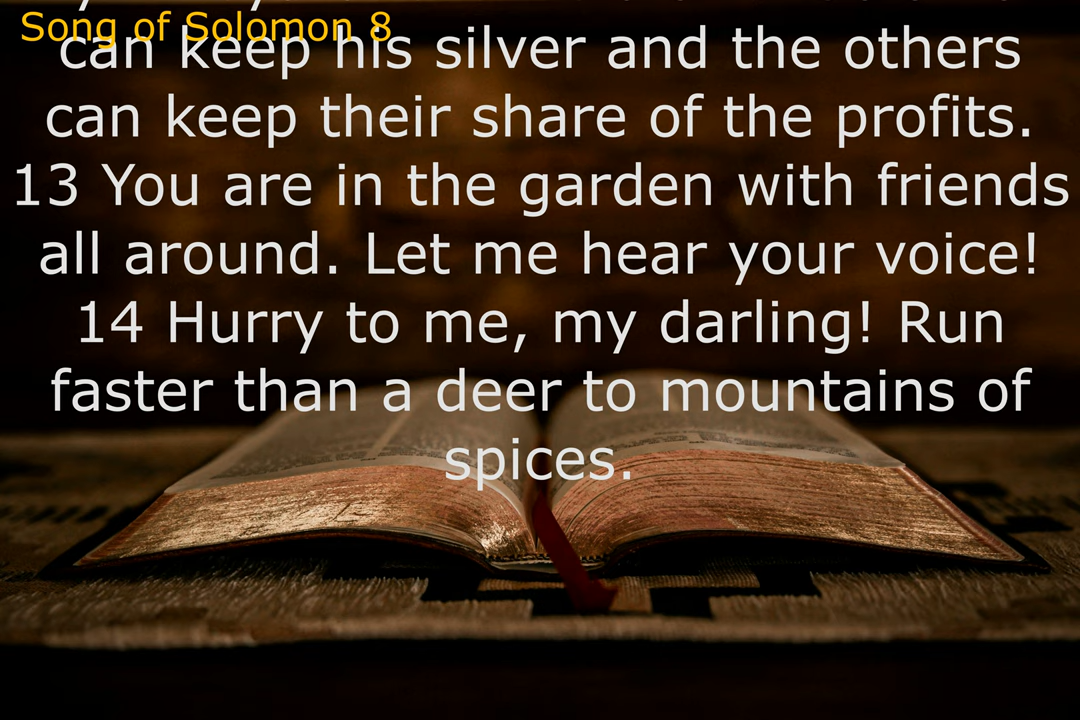 Song of Solomon 8
can keep his silver and the others
can keep their share of the profits.
13 You are in the garden with friends
all around. Let me hear your voice!
14 Hurry to me, my darling! Run
faster than a deer to mountains of
spices.